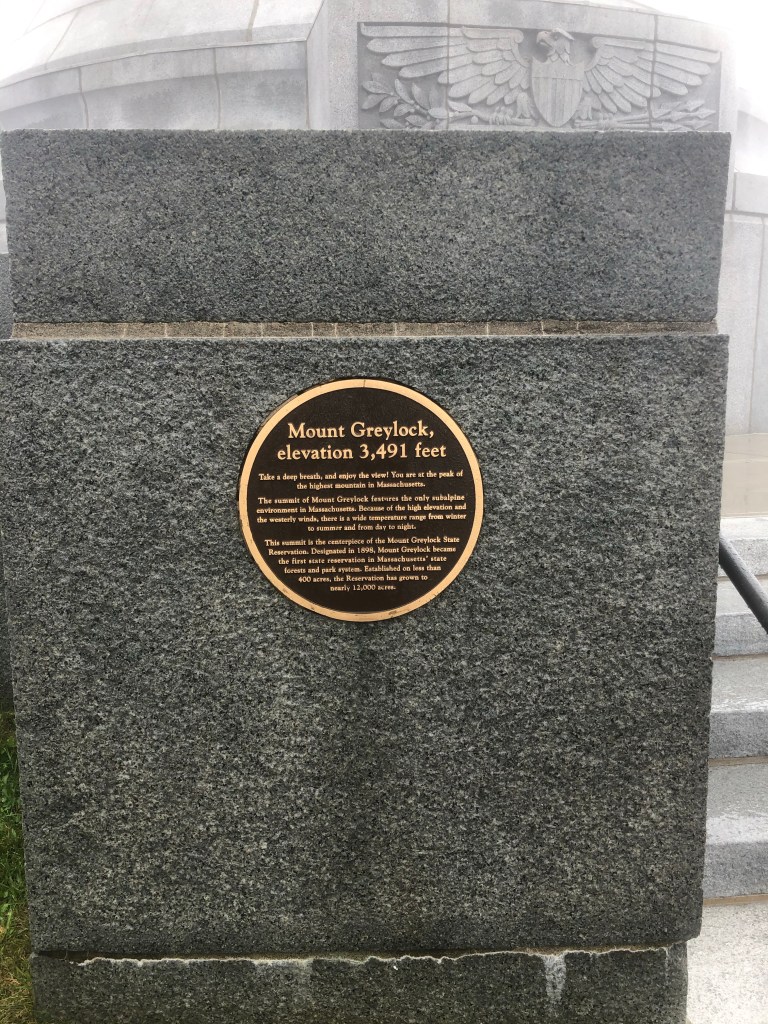 Mount Greylock,
elevation 3,491 feet
Take a deep breath, and enjoy the view! You are at the peak of
the highest mountain in Massachusetts.
The summit of Mount Greylock features the only subalpine
environment in Massachusetts. Because of the high elevation and
the westerly winds, there is a wide temperature range from winter
to summer and from day to night.
This summit is the centerpiece of the Mount Greylock State
Reservation. Designated in 1898, Mount Greylock became
the first state reservation in Massachusetts' state
forests and park system. Established on less than
400 acres, the Reservation has grown to
nearly 12,000 acres.